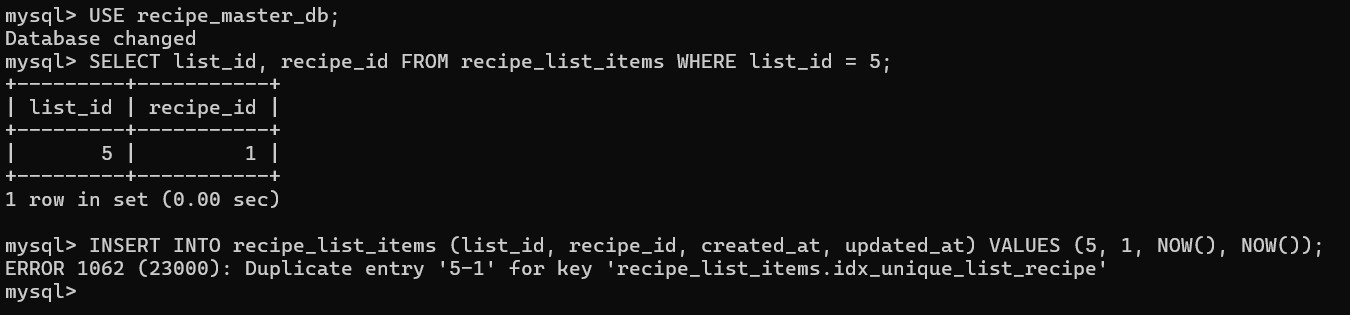 mysql> USE recipe_master_db;
Database changed
mysql> SELECT list_id, recipe_id FROM recipe_list_items WHERE list_id = 5;
+---------+-----------+
| list_id | recipe_id |
+---------+-----------+
|       5 |         1 |
+---------+-----------+
1 row in set (0.00 sec)

mysql> INSERT INTO recipe_list_items (list_id, recipe_id, created_at, updated_at) VALUES (5, 1, NOW(), NOW());
ERROR 1062 (23000): Duplicate entry '5-1' for key 'recipe_list_items.idx_unique_list_recipe'
mysql>